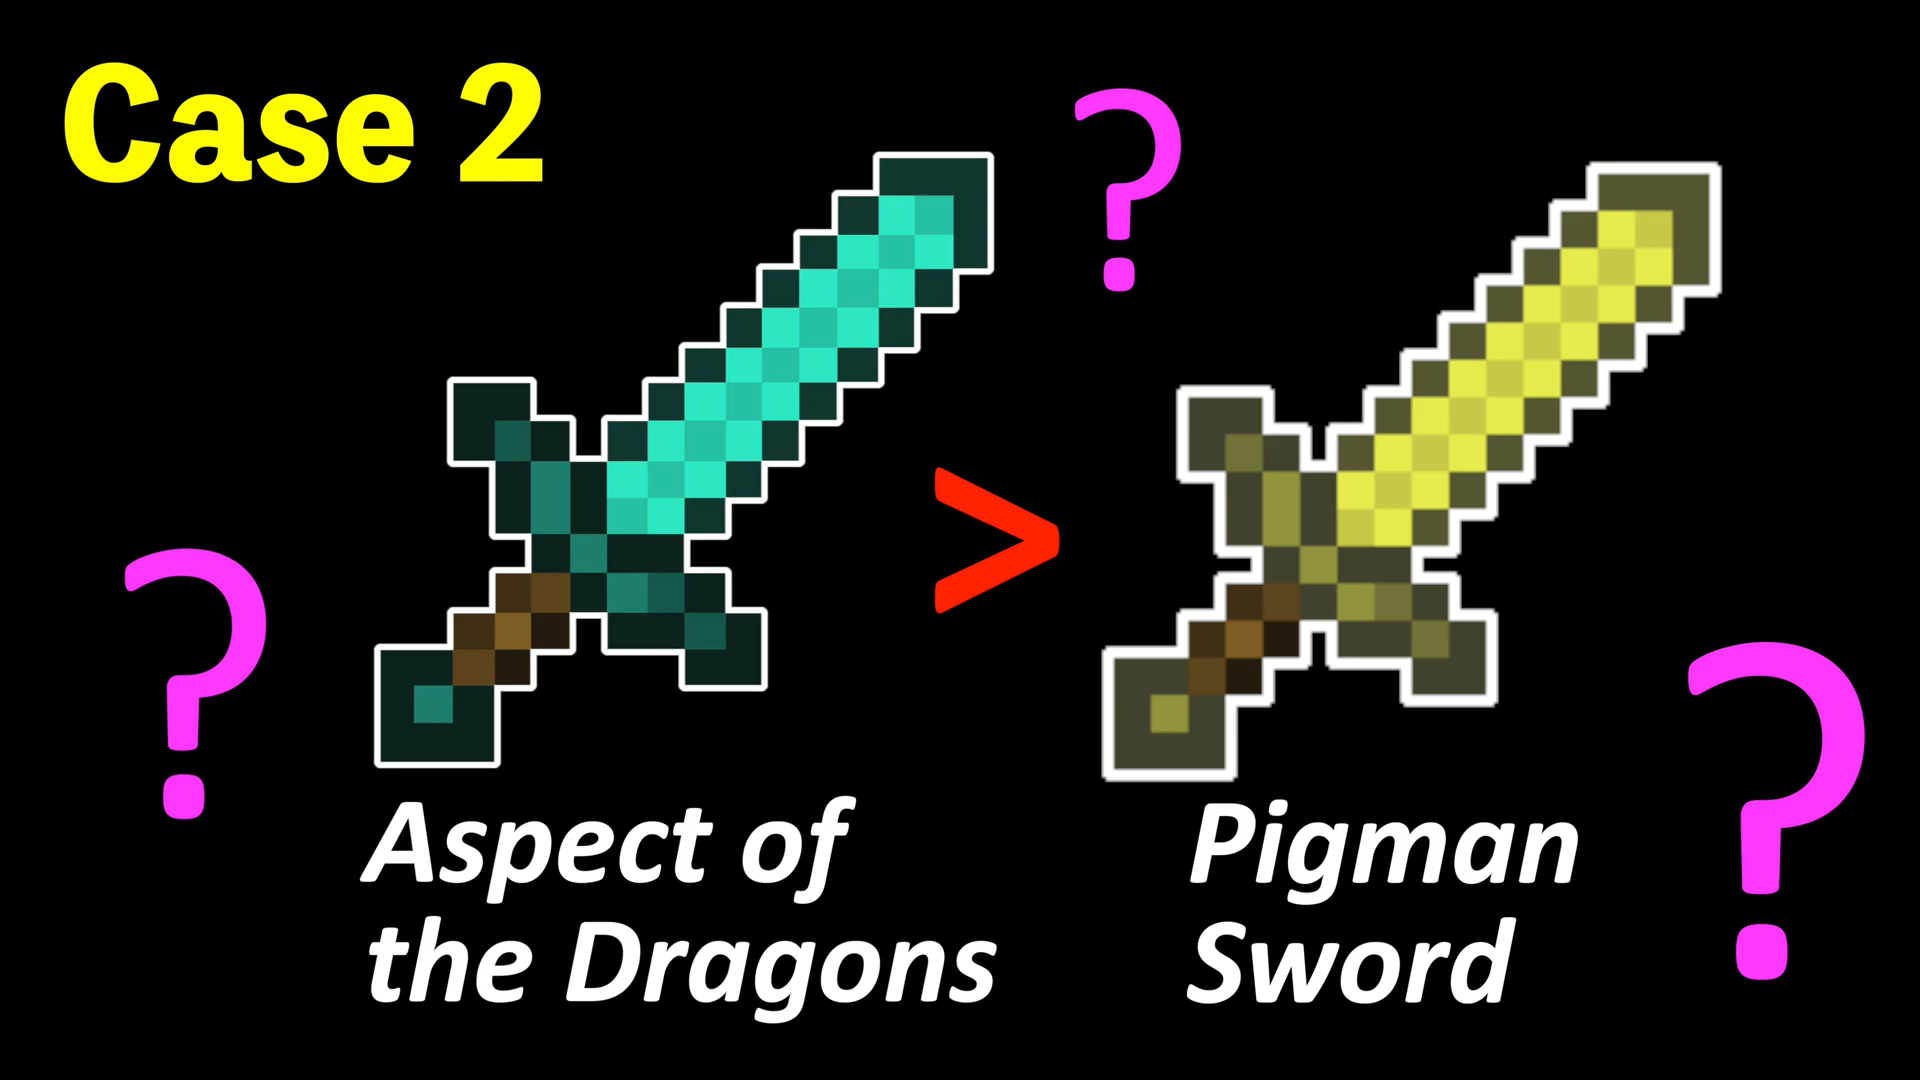 Case 2
?
?
>
?
Aspect of
the Dragons
Pigman
Sword